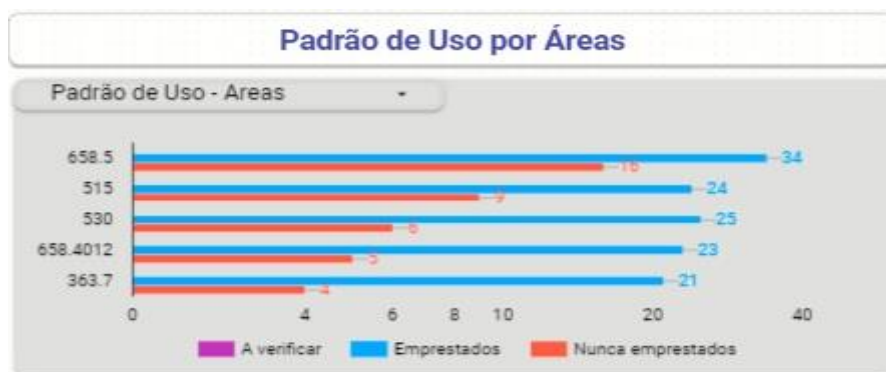 Padrão de Uso por Áreas
Padrão de Uso - Areas
658.5 34
16
515 24
9
530 25
6
658.4012 23
5
363.7 21
4
0 4 6 8 10 20 40
A verificar Emprestados Nunca emprestados